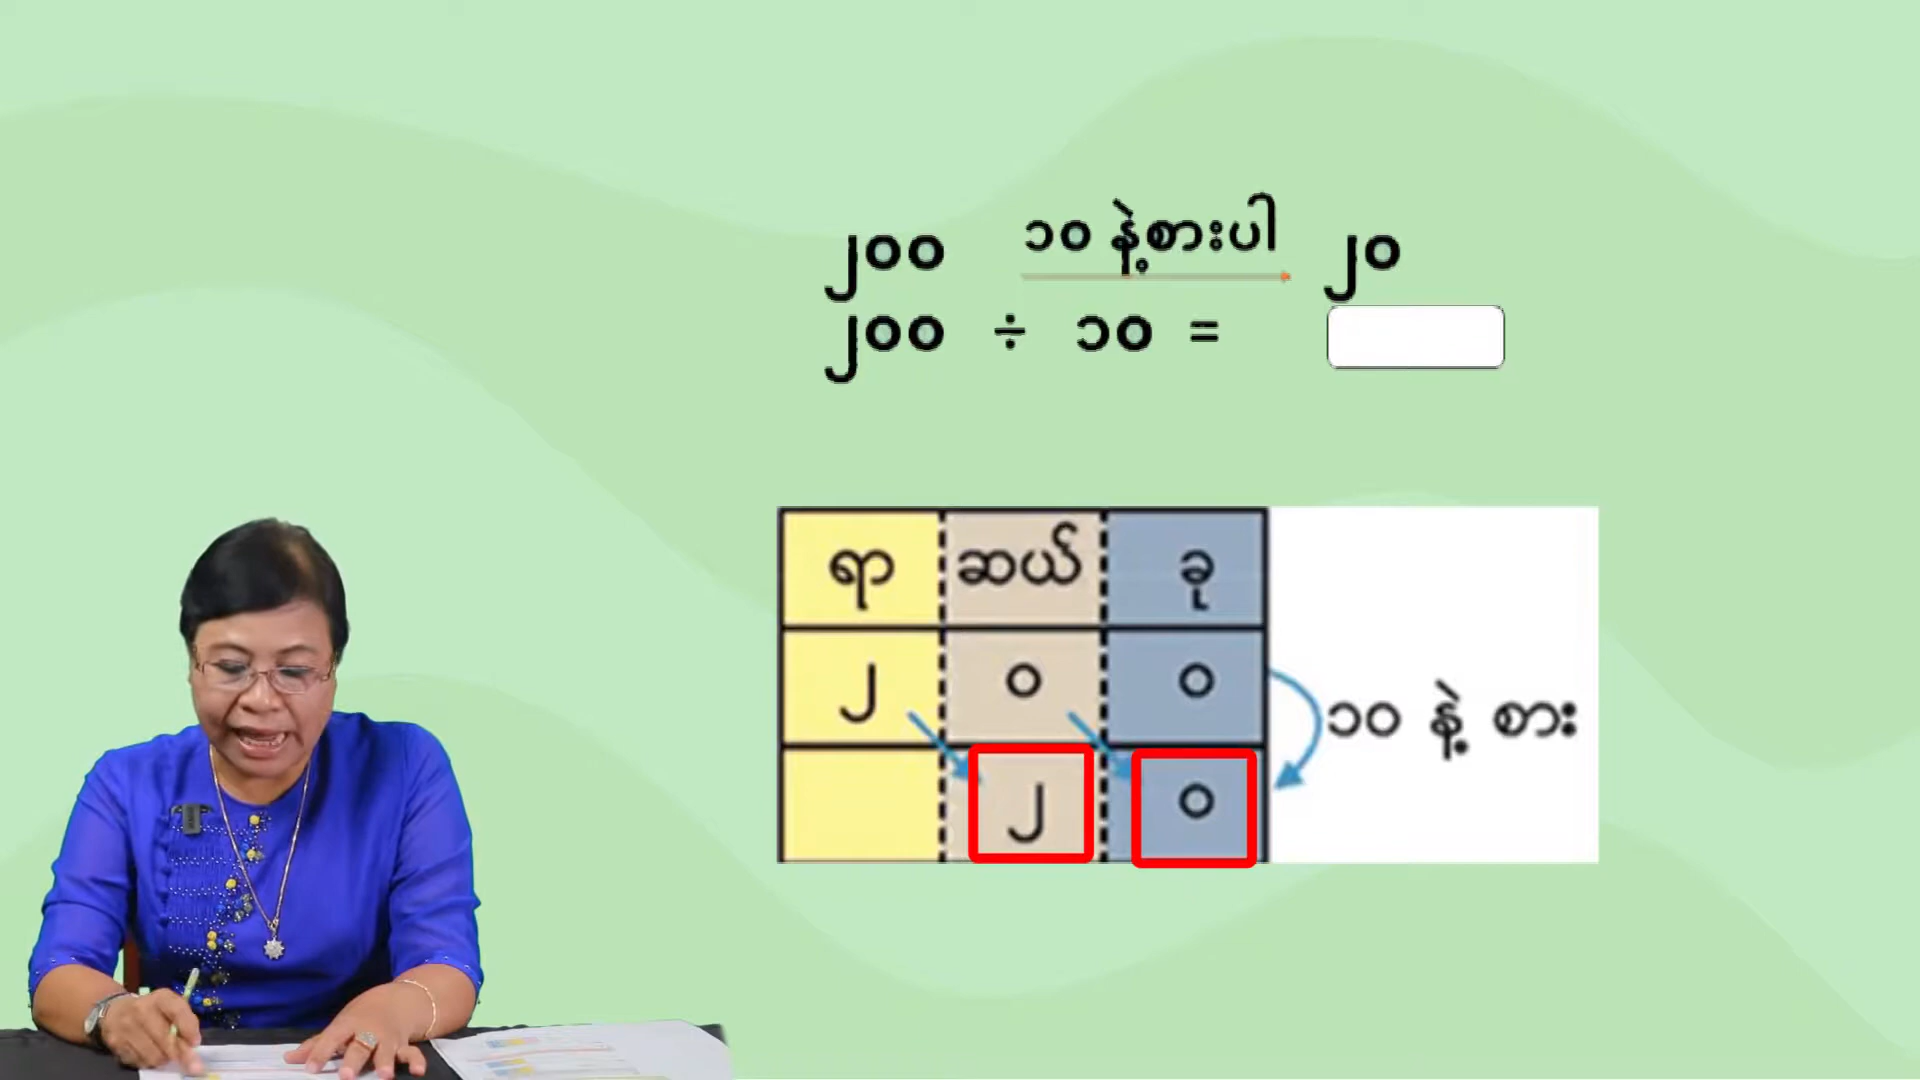 ၂၀၀ ၁၀ နဲ့စားပါ ၂၀
၂၀၀ ÷ ၁၀ =
ရာ ဆယ် ခု
၂ ၀ ၀
၁၀ နဲ့ စား
၂ ၀